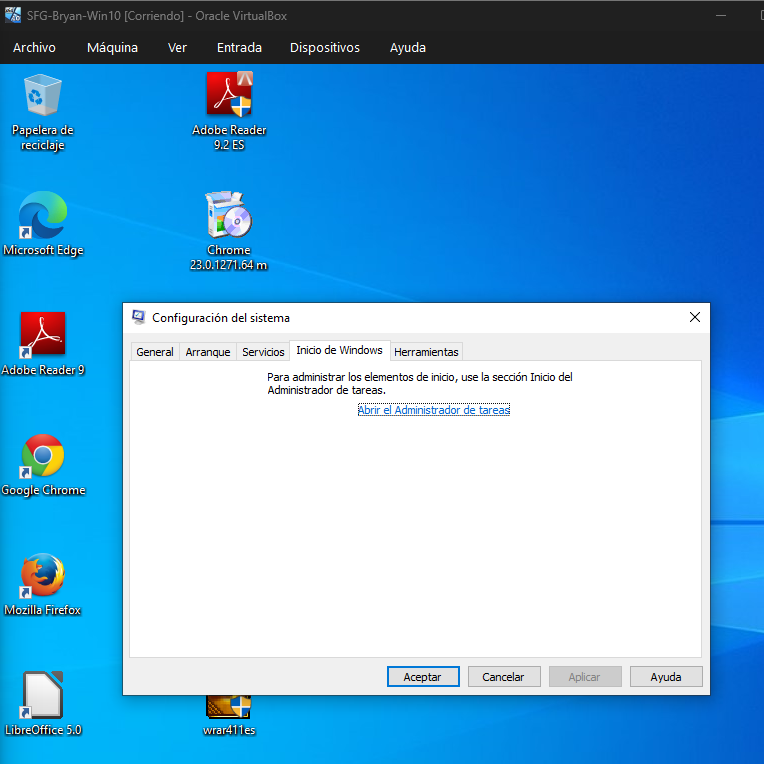 SFG-Bryan-Win10 [Corriendo] - Oracle VirtualBox
Archivo Máquina Ver Entrada Dispositivos Ayuda
Papelera de
reciclaje
Adobe Reader
9.2 ES
Microsoft Edge
Chrome
23.0.1271.64 m
Adobe Reader 9
Google Chrome
Mozilla Firefox
LibreOffice 5.0
wrar411es
Configuración del sistema
General Arranque Servicios Inicio de Windows Herramientas
Para administrar los elementos de inicio, use la sección Inicio del
Administrador de tareas.
Abrir el Administrador de tareas
Aceptar Cancelar Aplicar Ayuda